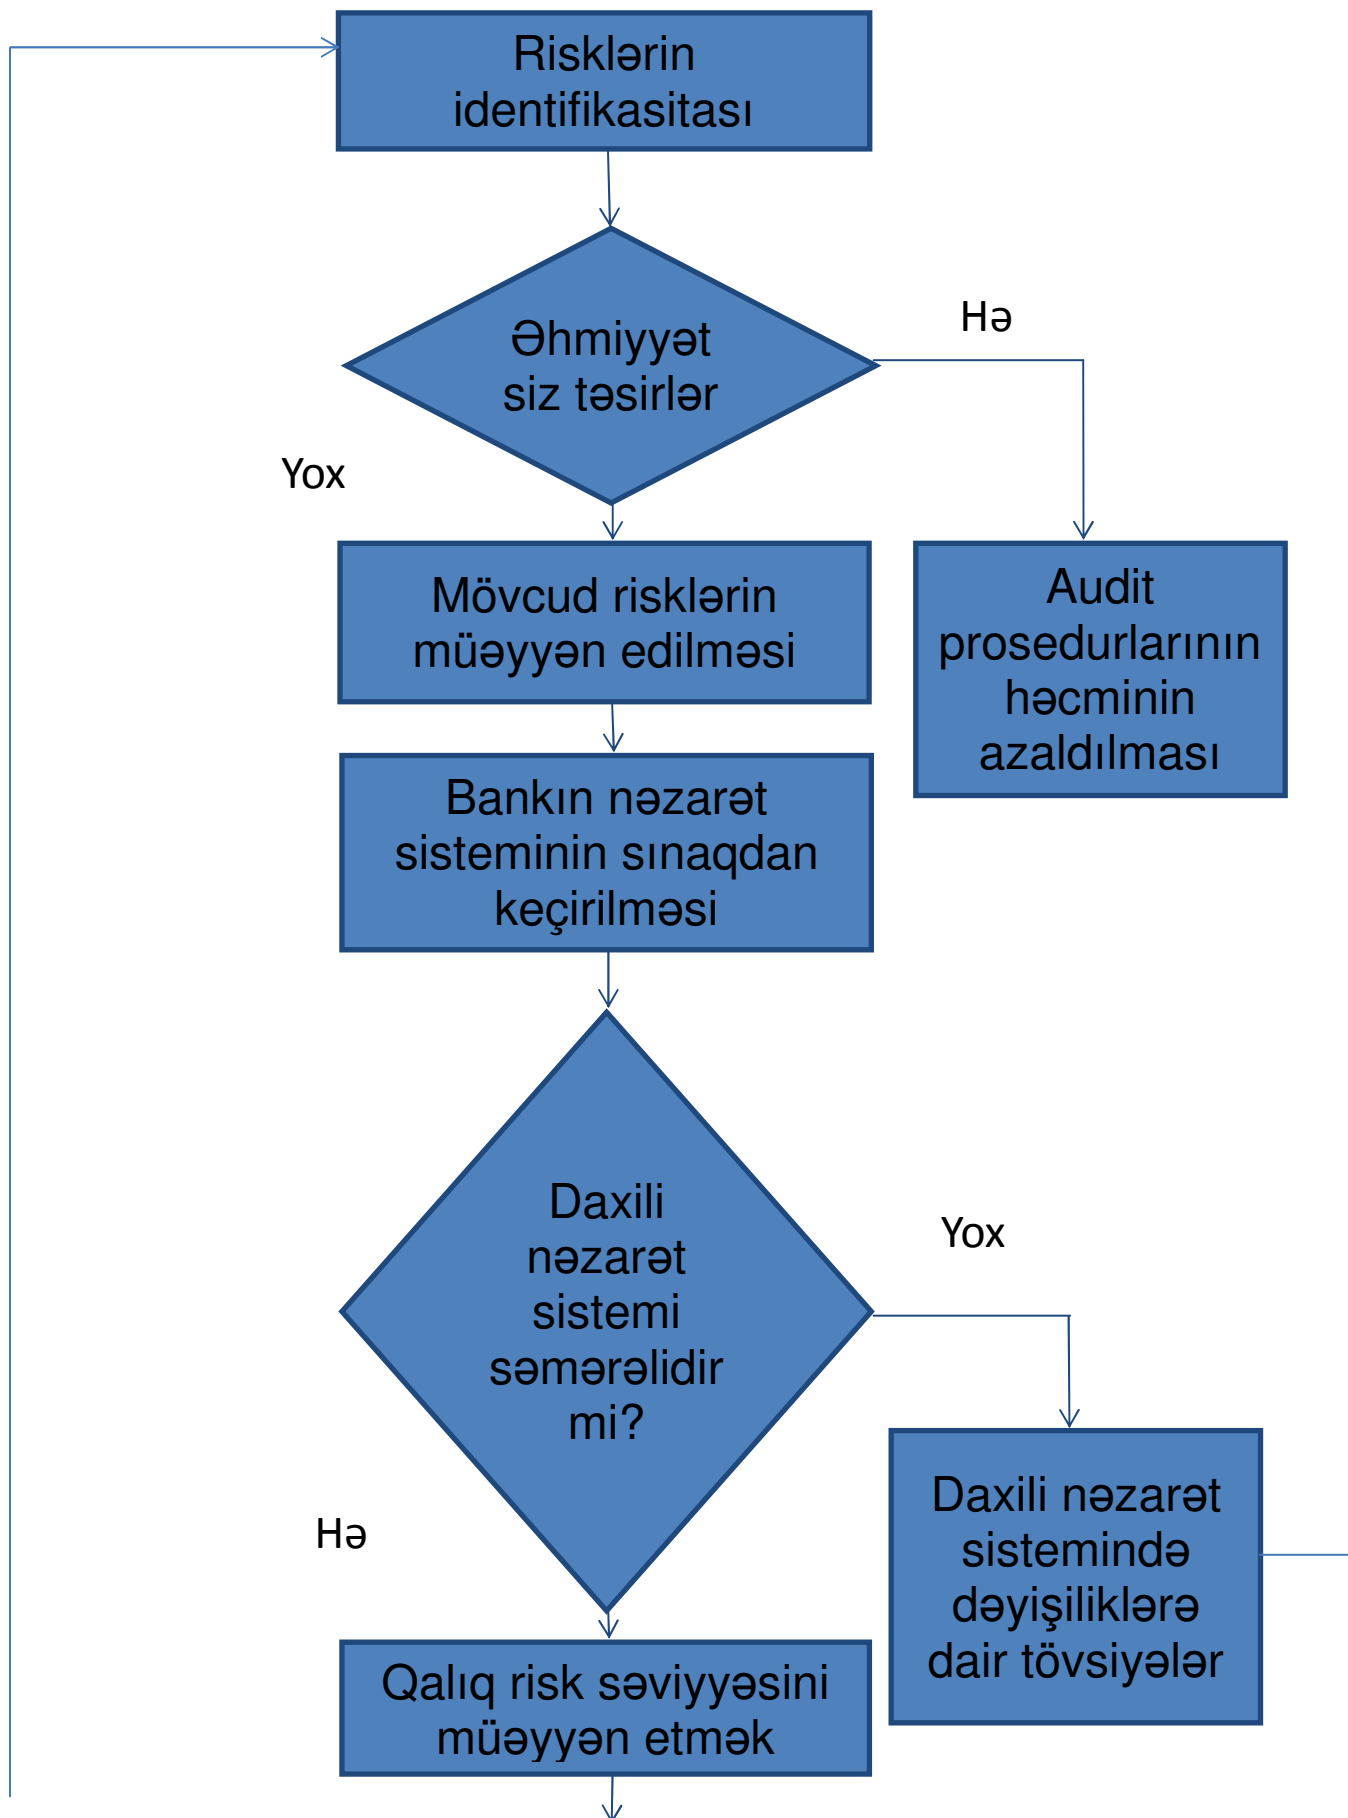 Risklərin
identifikasitası
Əhmiyyət
siz təsirlər
Hə
Yox
Mövcud risklərin
müəyyən edilməsi
Audit
prosedurlarının
həcminin
azaldılması
Bankın nəzarət
sisteminin sınaqdan
keçirilməsi
Daxili
nəzarət
sistemi
səmərəlidir
mi?
Yox
Hə
Daxili nəzarət
sistemində
dəyişiliklərə
dair tövsiyələr
Qalıq risk səviyyəsini
müəyyən etmək